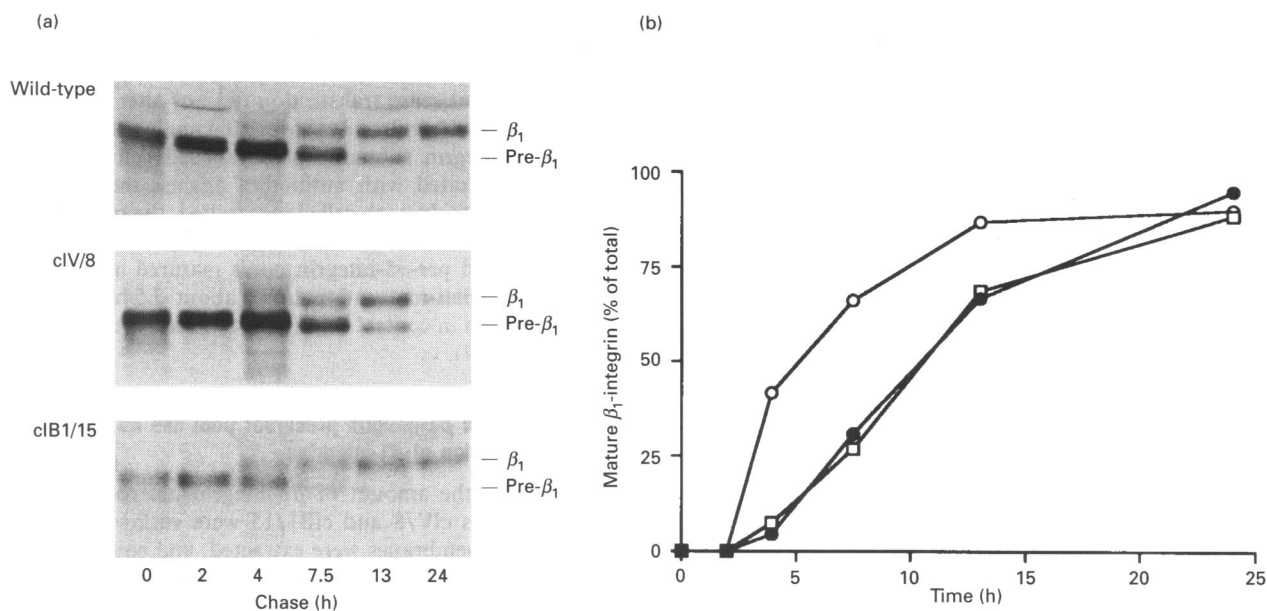 (a)
Wild-type
β₁
Pre-β₁
cIV/8
β₁
Pre-β₁
cIB1/15
β₁
Pre-β₁
0 2 4 7.5 13 24
Chase (h)
(b)
Mature β₁-integrin (% of total)
100
75
50
25
0
0 5 10 15 20 25
Time (h)